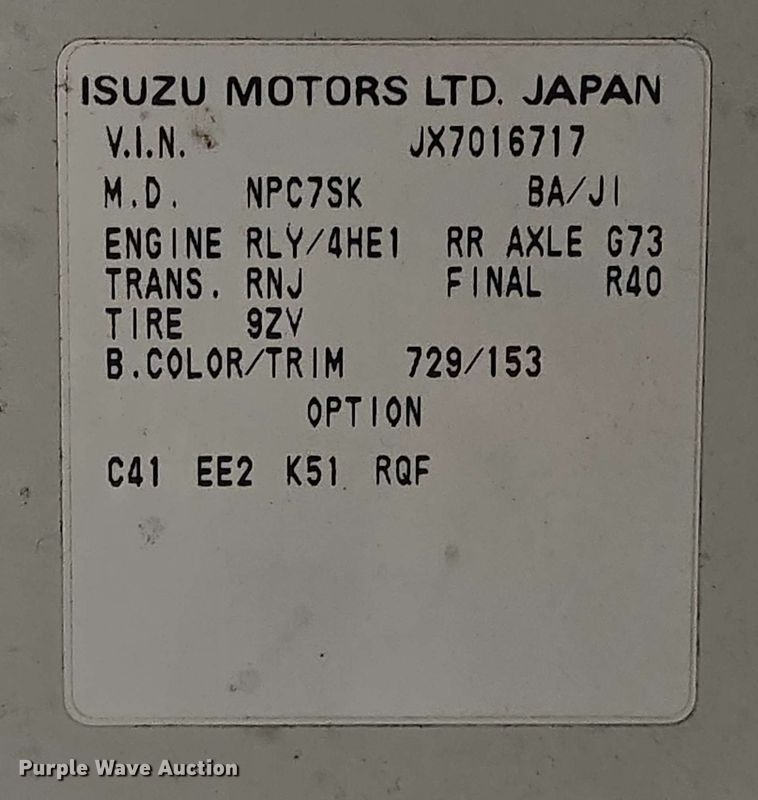 ISUZU MOTORS LTD. JAPAN
V.I.N. JX7016717
M.D. NPC7SK BA/JI
ENGINE RLY/4HE1 RR AXLE G73
TRANS. RNJ FINAL R40
TIRE 9ZV
B.COLOR/TRIM 729/153
OPTION
C41 EE2 K51 RQF
Purple Wave Auction